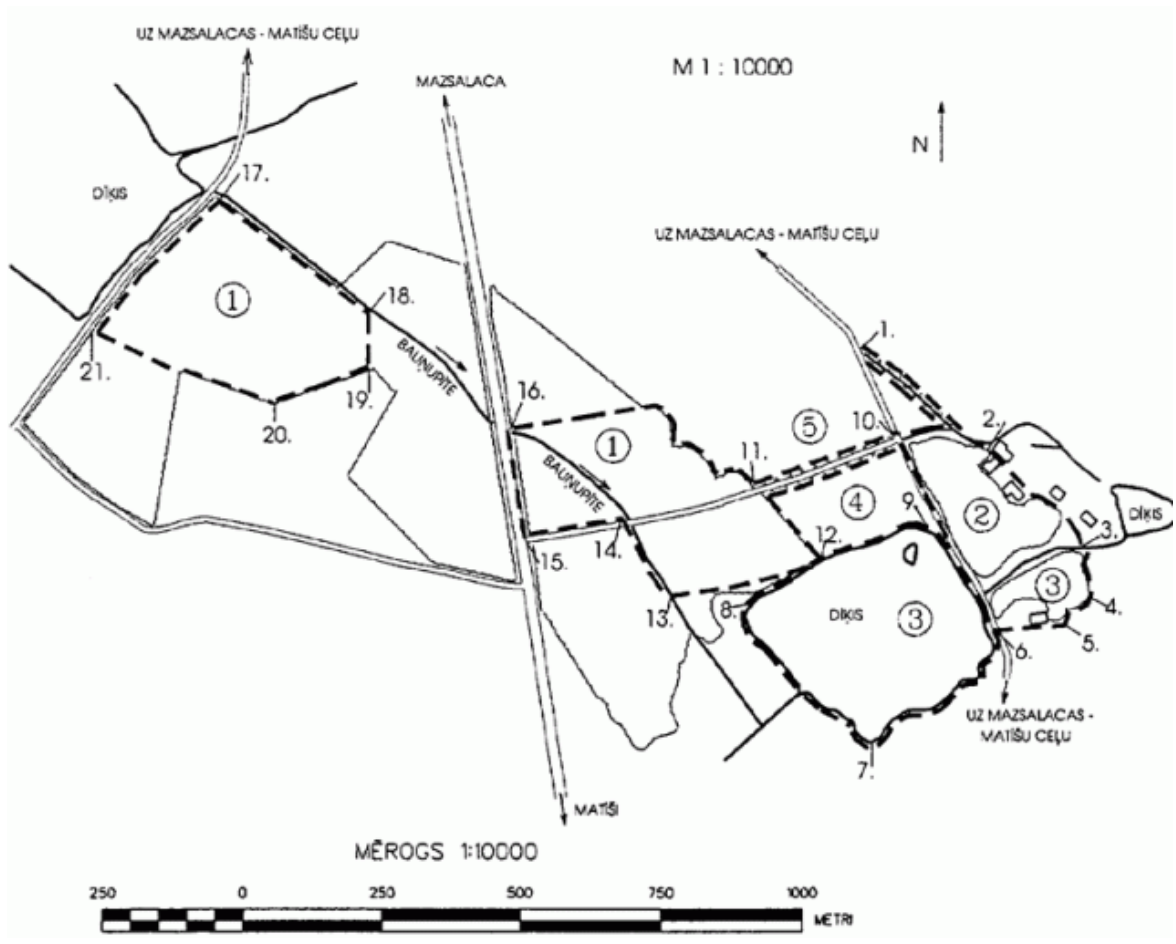 UZ MAZSALACAS - MATĪŠU CEĻU
MAZSALACA
M 1 : 10000
N
DĪĶIS
17.
UZ MAZSALACAS - MATĪŠU CEĻU
1
18.
1.
BAUŅUPĪTE
21.
19.
20.
16.
1
5
10.
2.
11.
BAUŅUPĪTE
4
9.
2
DĪĶIS
14.
15.
12.
3.
3
4.
13.
8.
DĪĶIS
3
5.
6.
UZ MAZSALACAS -
MATĪŠU CEĻU
7.
MATĪŠI
MĒROGS 1:10000
250 0 250 500 750 1000
METRI